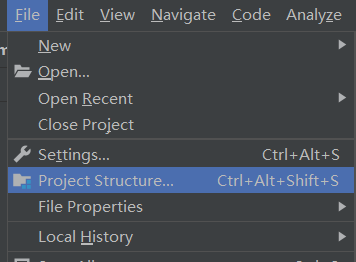 File Edit View Navigate Code Analyze
New
Open...
Open Recent
Close Project
Settings... Ctrl+Alt+S
Project Structure... Ctrl+Alt+Shift+S
File Properties
Local History